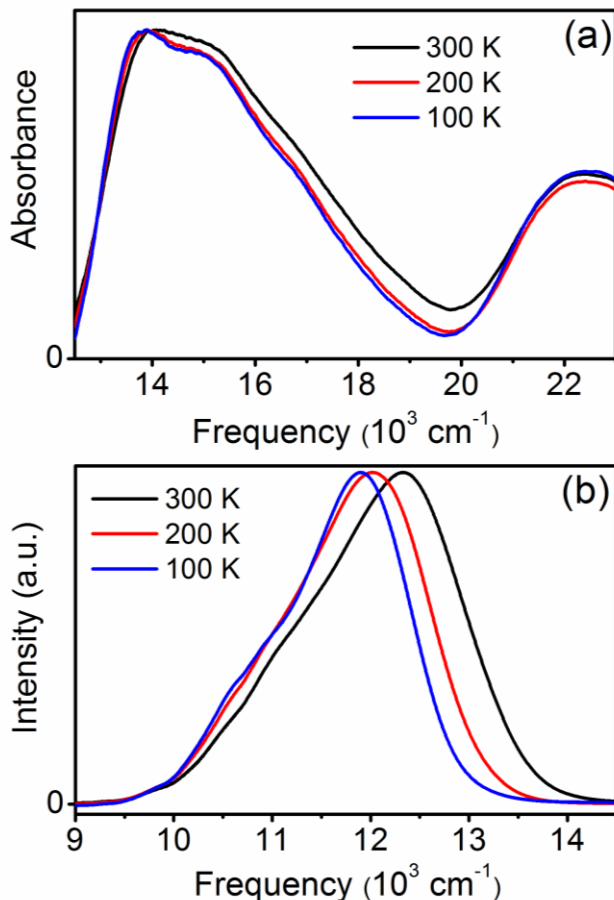 (a)
300 K
200 K
100 K
Absorbance
0
14 16 18 20 22
Frequency (10³ cm⁻¹)
(b)
300 K
200 K
100 K
Intensity (a.u.)
0
9 10 11 12 13 14
Frequency (10³ cm⁻¹)